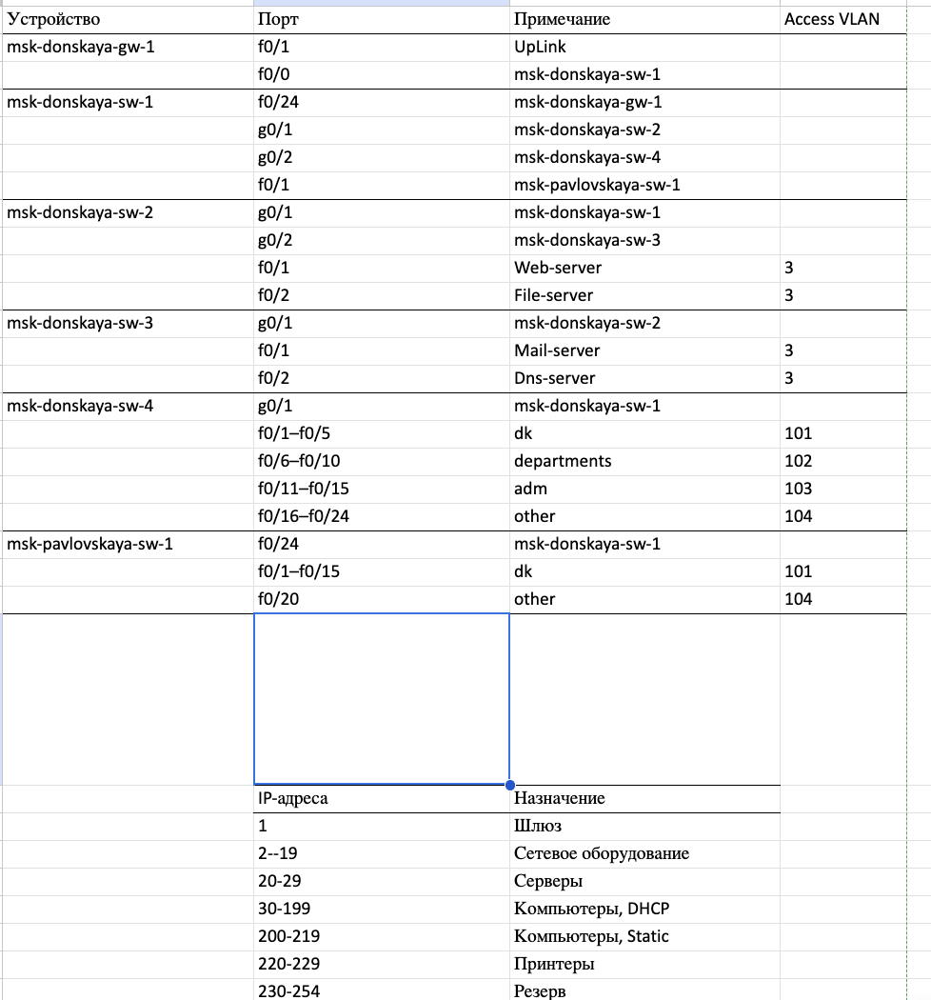 Устройство Порт Примечание Access VLAN
msk-donskaya-gw-1 f0/1 UpLink
f0/0 msk-donskaya-sw-1
msk-donskaya-sw-1 f0/24 msk-donskaya-gw-1
g0/1 msk-donskaya-sw-2
g0/2 msk-donskaya-sw-4
f0/1 msk-pavlovskaya-sw-1
msk-donskaya-sw-2 g0/1 msk-donskaya-sw-1
g0/2 msk-donskaya-sw-3
f0/1 Web-server 3
f0/2 File-server 3
msk-donskaya-sw-3 g0/1 msk-donskaya-sw-2
f0/1 Mail-server 3
f0/2 Dns-server 3
msk-donskaya-sw-4 g0/1 msk-donskaya-sw-1
f0/1–f0/5 dk 101
f0/6–f0/10 departments 102
f0/11–f0/15 adm 103
f0/16–f0/24 other 104
msk-pavlovskaya-sw-1 f0/24 msk-donskaya-sw-1
f0/1–f0/15 dk 101
f0/20 other 104
IP-адреса Назначение
1 Шлюз
2--19 Сетевое оборудование
20-29 Серверы
30-199 Компьютеры, DHCP
200-219 Компьютеры, Static
220-229 Принтеры
230-254 Резерв